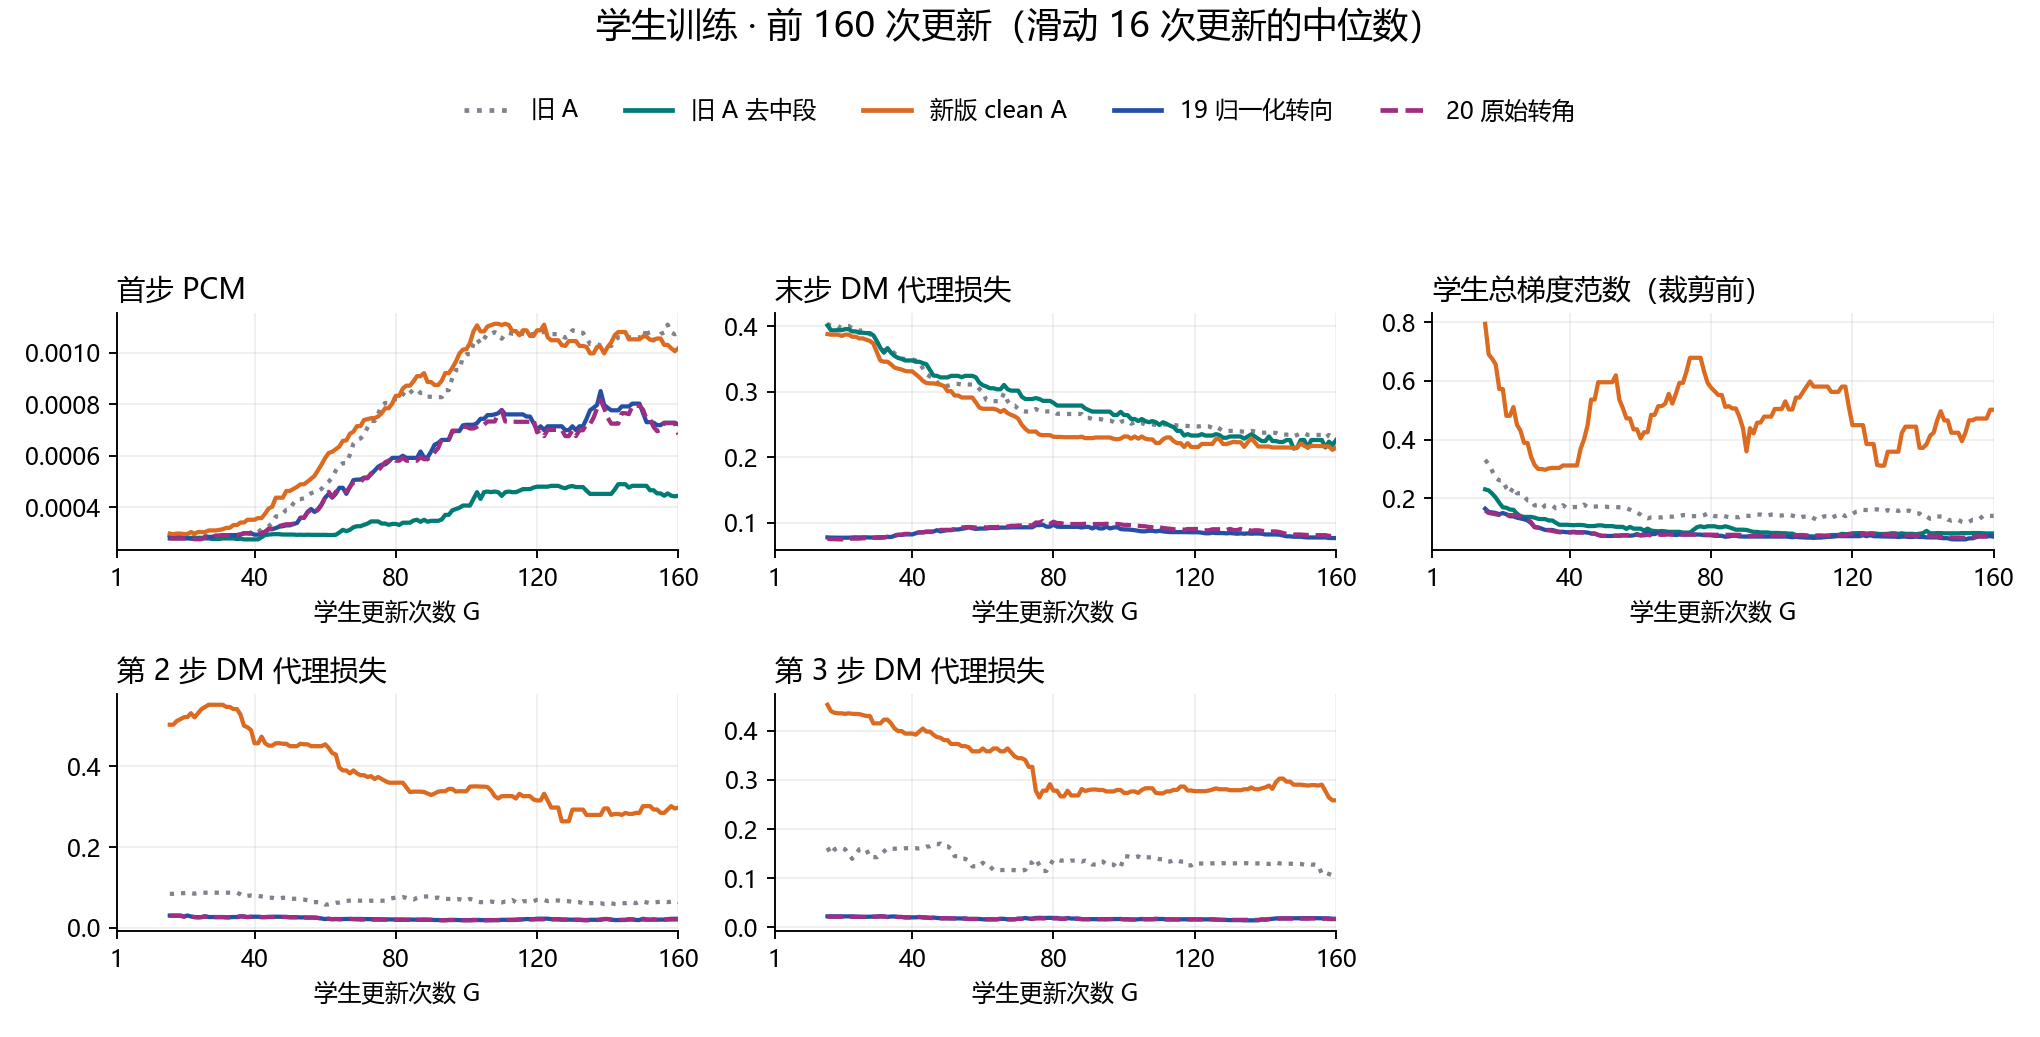 学生训练 · 前 160 次更新（滑动 16 次更新的中位数）
旧 A
旧 A 去中段
新版 clean A
19 归一化转向
20 原始转角
首步 PCM
0.0010
0.0008
0.0006
0.0004
1 40 80 120 160
学生更新次数 G
末步 DM 代理损失
0.4
0.3
0.2
0.1
1 40 80 120 160
学生更新次数 G
学生总梯度范数（裁剪前）
0.8
0.6
0.4
0.2
1 40 80 120 160
学生更新次数 G
第 2 步 DM 代理损失
0.4
0.2
0.0
1 40 80 120 160
学生更新次数 G
第 3 步 DM 代理损失
0.4
0.3
0.2
0.1
0.0
1 40 80 120 160
学生更新次数 G